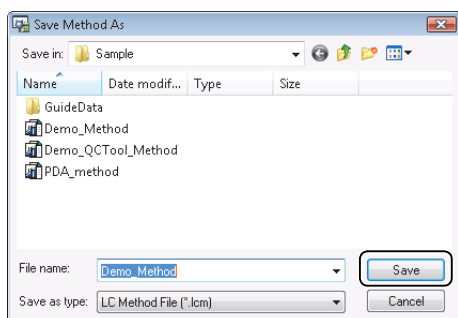 Save Method As
Save in: Sample
Name Date modif... Type Size
GuideData
Demo_Method
Demo_QCTool_Method
PDA_method
File name: Demo_Method Save
Save as type: LC Method File (*.lcm) Cancel